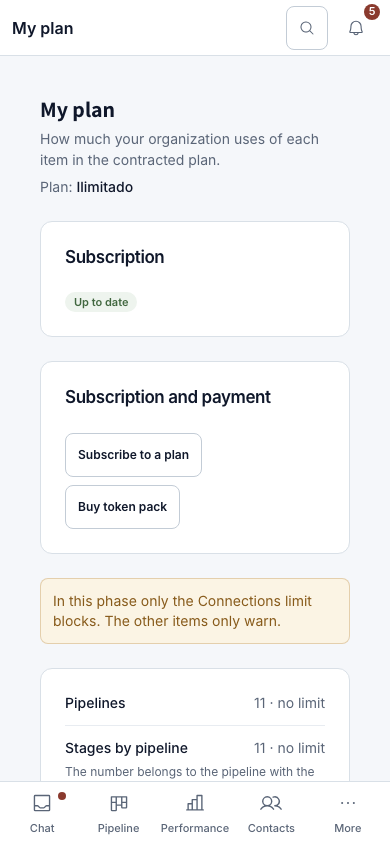 My plan
5
My plan
How much your organization uses of each
item in the contracted plan.
Plan: Ilimitado
Subscription
Up to date
Subscription and payment
Subscribe to a plan
Buy token pack
In this phase only the Connections limit
blocks. The other items only warn.
Pipelines 11 · no limit
Stages by pipeline 11 · no limit
The number belongs to the pipeline with the
Chat Pipeline Performance Contacts More